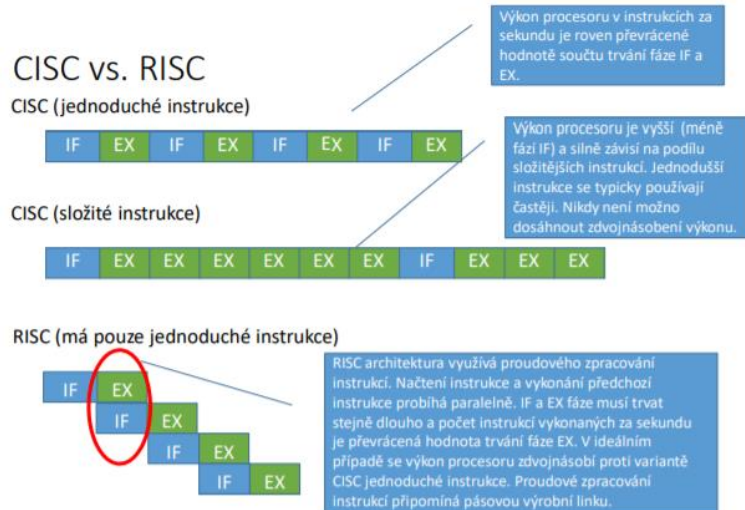 Výkon procesoru v instrukcích za
sekundu je roven převrácené
hodnotě součtu trvání fáze IF a
EX.
CISC vs. RISC
CISC (jednoduché instrukce)
IF EX IF EX IF EX IF EX
Výkon procesoru je vyšší (méně
fází IF) a silně závisí na podílu
složitějších instrukcí. Jednodušší
instrukce se typicky používají
častěji. Nikdy není možno
dosáhnout zdvojnásobení výkonu.
CISC (složité instrukce)
IF EX EX EX EX EX EX IF EX EX EX
RISC (má pouze jednoduché instrukce)
IF EX
IF EX
IF EX
IF EX
RISC architektura využívá proudového zpracování
instrukcí. Načtení instrukce a vykonání předchozí
instrukce probíhá paralelně. IF a EX fáze musí trvat
stejně dlouho a počet instrukcí vykonaných za sekundu
je převrácená hodnota trvání fáze EX. V ideálním
případě se výkon procesoru zdvojnásobí proti variantě
CISC jednoduché instrukce. Proudové zpracování
instrukcí připomíná pásovou výrobní linku.